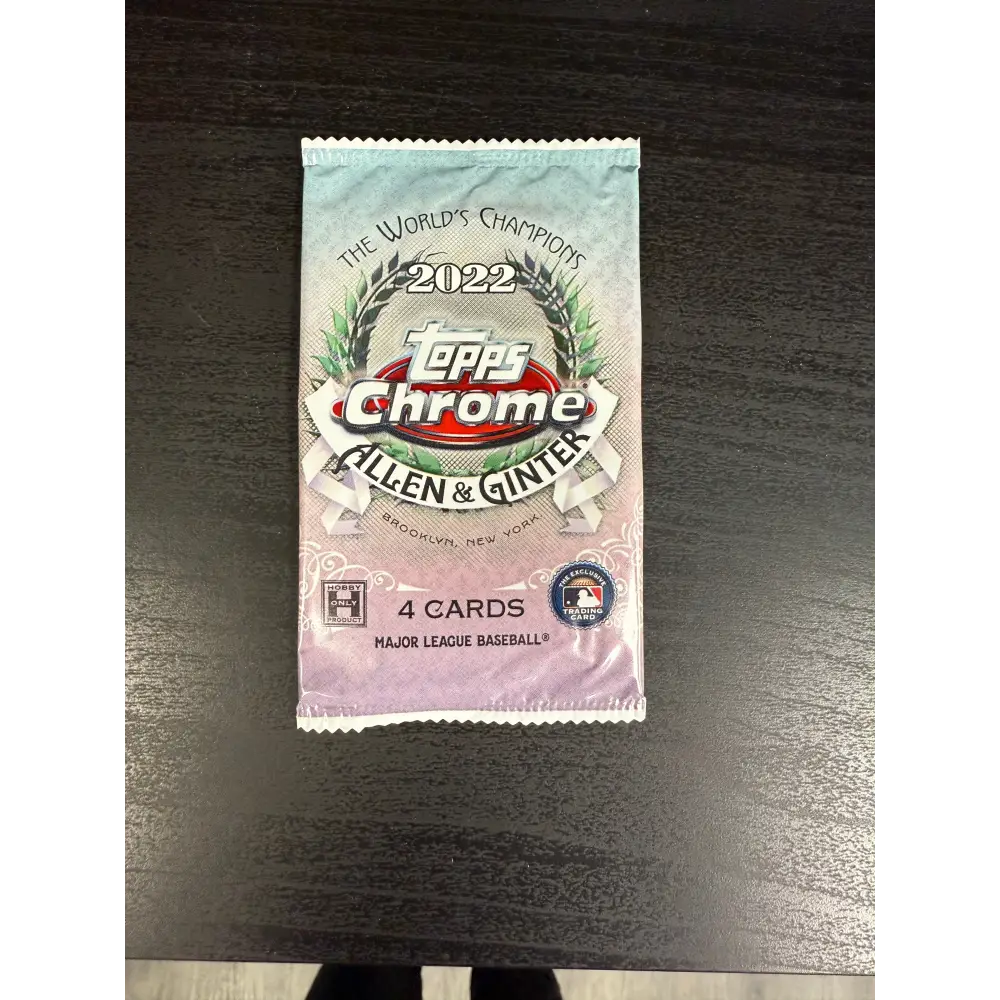 THE WORLD'S CHAMPIONS
2022
Topps
Chrome®
ALLEN & GINTER
BROOKLYN, NEW YORK.
HOBBY
ONLY
H
PRODUCT
4 CARDS
THE EXCLUSIVE
TRADING
CARD
MAJOR LEAGUE BASEBALL®